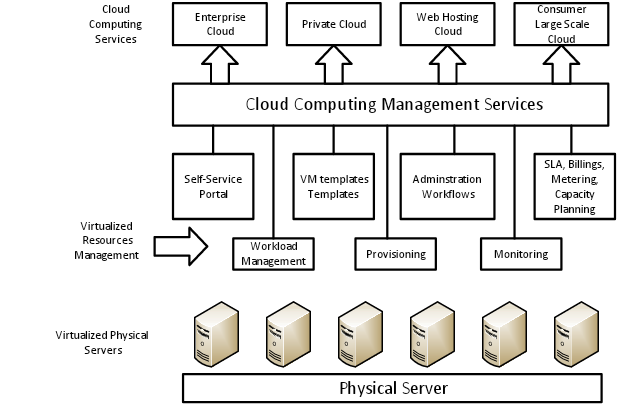 Cloud
Computing
Services
Enterprise
Cloud
Private Cloud
Web Hosting
Cloud
Consumer
Large Scale
Cloud
Cloud Computing Management Services
Self-Service
Portal
VM templates
Templates
Adminstration
Workflows
SLA, Billings,
Metering,
Capacity
Planning
Virtualized
Resources
Management
Workload
Management
Provisioning
Monitoring
Virtualized Physical
Servers
Physical Server